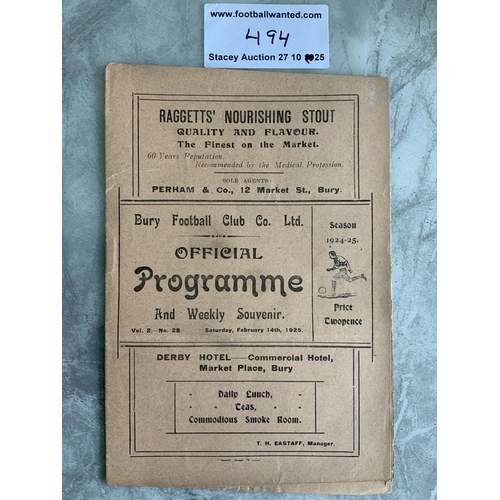 www.footballwanted.com
494
Stacey Auction 27 10 25
RAGGETTS' NOURISHING STOUT
QUALITY AND FLAVOUR.
The Finest on the Market.
60 Years Reputation.
Recommended by the Medical Profession.
SOLE AGENTS:
PERHAM & Co., 12 Market St., Bury.
Bury Football Club Co. Ltd.
OFFICIAL
Programme
And Weekly Souvenir.
Vol. 2.—No. 28
Saturday, February 14th, 1925.
Season
1924-25.
Price
Twopence
DERBY HOTEL—Commercial Hotel,
Market Place, Bury
Daily Lunch,
Teas,
Commodious Smoke Room.
T. H. EASTAFF, Manager.